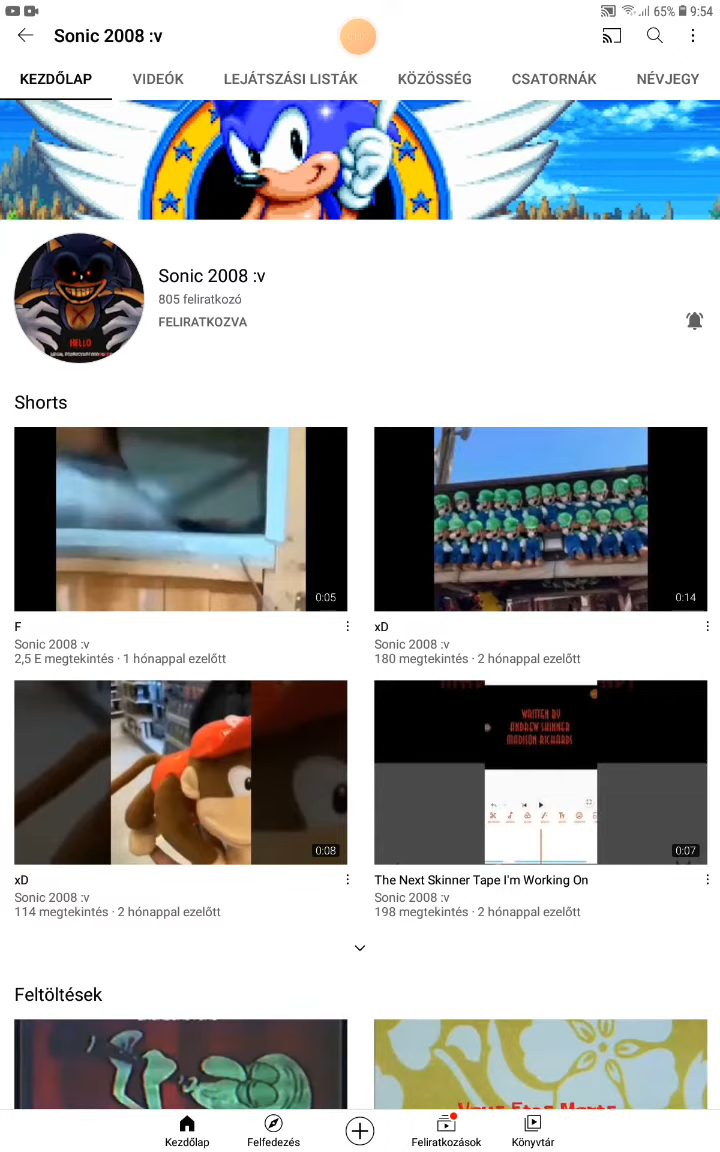 65% 9:54
Sonic 2008 :v
KEZDŐLAP VIDEÓK LEJÁTSZÁSI LISTÁK KÖZÖSSÉG CSATORNÁK NÉVJEGY
Sonic 2008 :v
805 feliratkozó
FELIRATKOZVA
HELLO
Shorts
0:05
0:14
F
Sonic 2008 :v
2,5 E megtekintés · 1 hónappal ezelőtt
xD
Sonic 2008 :v
180 megtekintés · 2 hónappal ezelőtt
WRITTEN BY
ANDREW SKINNER
MADISON RICHARDS
0:08
0:07
xD
Sonic 2008 :v
114 megtekintés · 2 hónappal ezelőtt
The Next Skinner Tape I'm Working On
Sonic 2008 :v
198 megtekintés · 2 hónappal ezelőtt
Feltöltések
Kezdőlap Felfedezés Feliratkozások Könyvtár